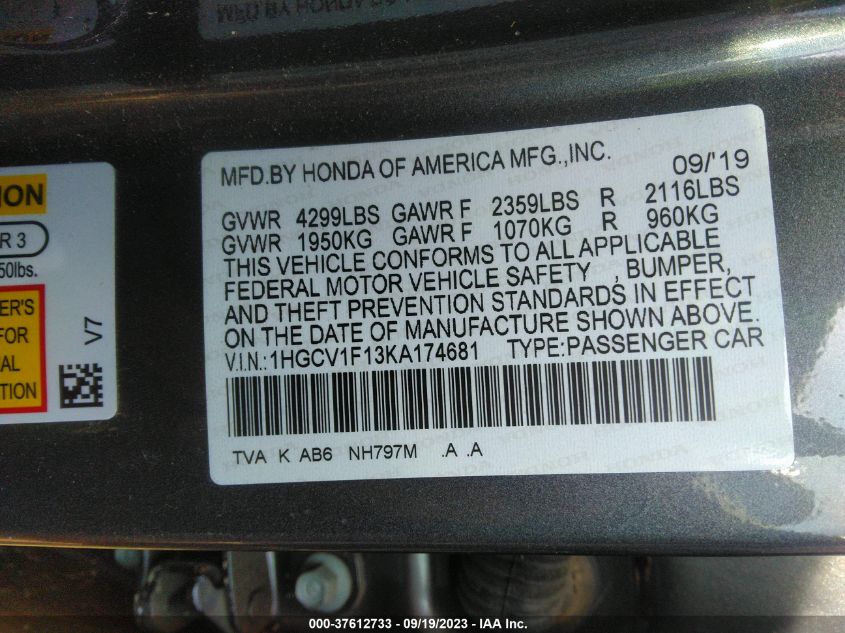 MFD.BY HONDA OF AMERICA MFG.,INC. 09/'19
GVWR 4299LBS GAWR F 2359LBS R 2116LBS
GVWR 1950KG GAWR F 1070KG R 960KG
THIS VEHICLE CONFORMS TO ALL APPLICABLE
FEDERAL MOTOR VEHICLE SAFETY , BUMPER,
AND THEFT PREVENTION STANDARDS IN EFFECT
ON THE DATE OF MANUFACTURE SHOWN ABOVE.
V.I.N.:1HGCV1F13KA174681 TYPE:PASSENGER CAR
TVA K AB6 NH797M .A .A
ION
R 3
50lbs.
ER'S
FOR
AL
TION
V7
000-37612733 - 09/19/2023 - IAA Inc.